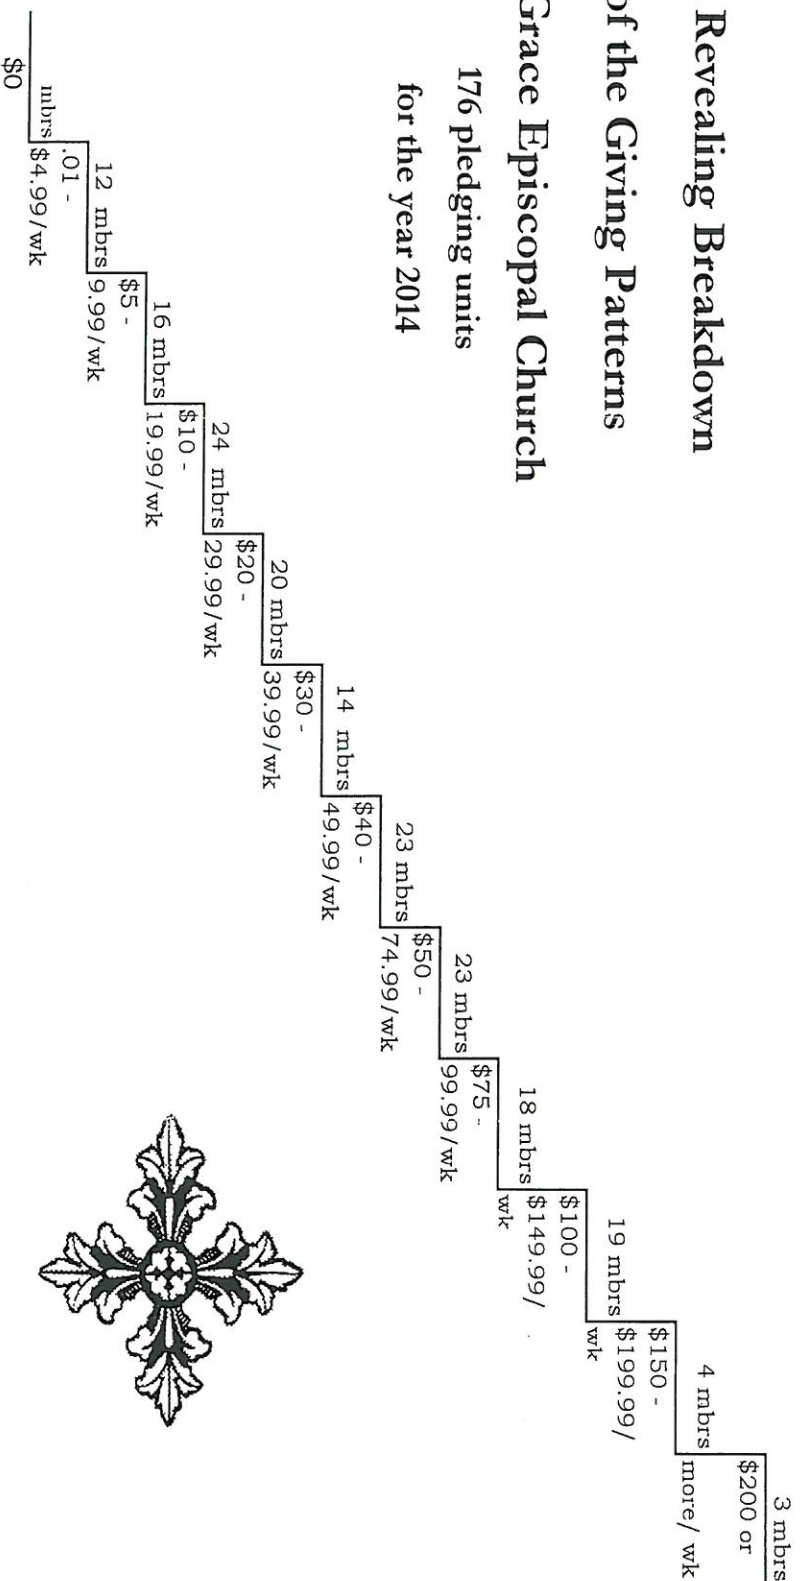 Revealing Breakdown
of the Giving Patterns
Grace Episcopal Church
176 pledging units
for the year 2014
3 mbrs
$200 or
more/ wk
4 mbrs
$150 -
$199.99/
wk
19 mbrs
$100 -
$149.99/
wk
18 mbrs
$75 -
99.99/wk
23 mbrs
$50 -
74.99/wk
23 mbrs
$40 -
49.99/wk
14 mbrs
$30 -
39.99/wk
20 mbrs
$20 -
29.99/wk
24 mbrs
$10 -
19.99/wk
16 mbrs
$5 -
9.99/wk
12 mbrs
.01 -
$4.99/wk
mbrs
$0